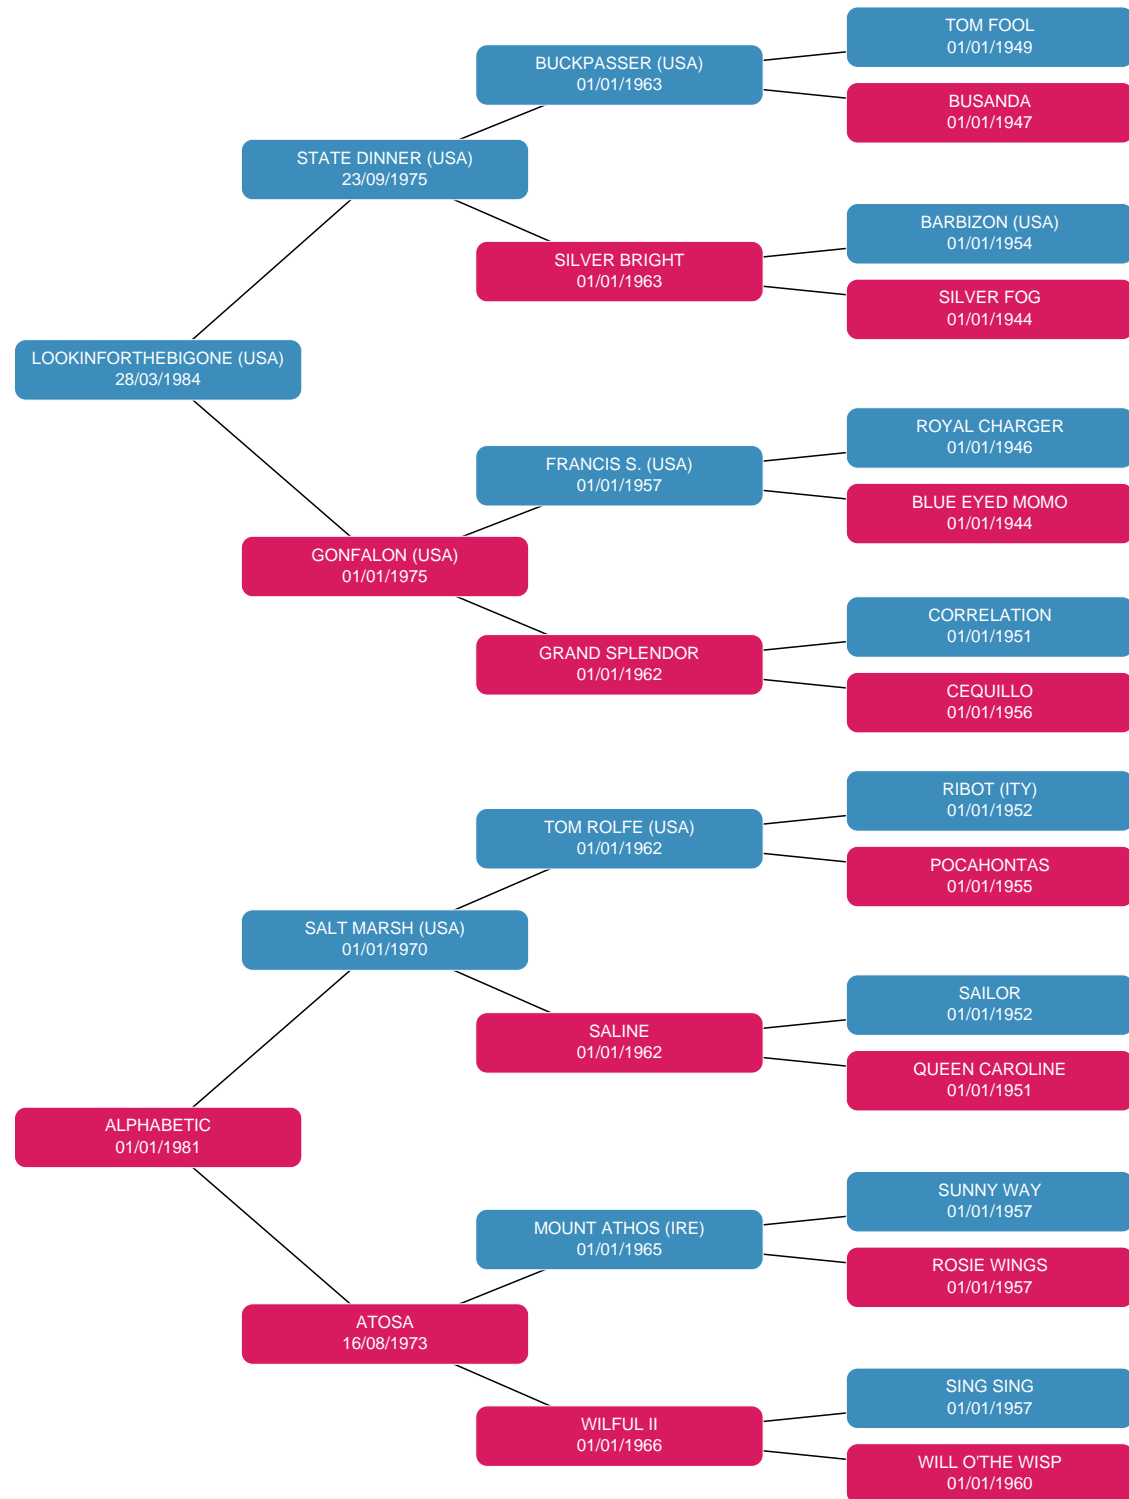 TOM FOOL
01/01/1949
BUCKPASSER (USA)
01/01/1963
BUSANDA
01/01/1947
STATE DINNER (USA)
23/09/1975
BARBIZON (USA)
01/01/1954
SILVER BRIGHT
01/01/1963
SILVER FOG
01/01/1944
LOOKINFORTHEBIGONE (USA)
28/03/1984
ROYAL CHARGER
01/01/1946
FRANCIS S. (USA)
01/01/1957
BLUE EYED MOMO
01/01/1944
GONFALON (USA)
01/01/1975
CORRELATION
01/01/1951
GRAND SPLENDOR
01/01/1962
CEQUILLO
01/01/1956
RIBOT (ITY)
01/01/1952
TOM ROLFE (USA)
01/01/1962
POCAHONTAS
01/01/1955
SALT MARSH (USA)
01/01/1970
SAILOR
01/01/1952
SALINE
01/01/1962
QUEEN CAROLINE
01/01/1951
ALPHABETIC
01/01/1981
SUNNY WAY
01/01/1957
MOUNT ATHOS (IRE)
01/01/1965
ROSIE WINGS
01/01/1957
ATOSA
16/08/1973
SING SING
01/01/1957
WILFUL II
01/01/1966
WILL O'THE WISP
01/01/1960